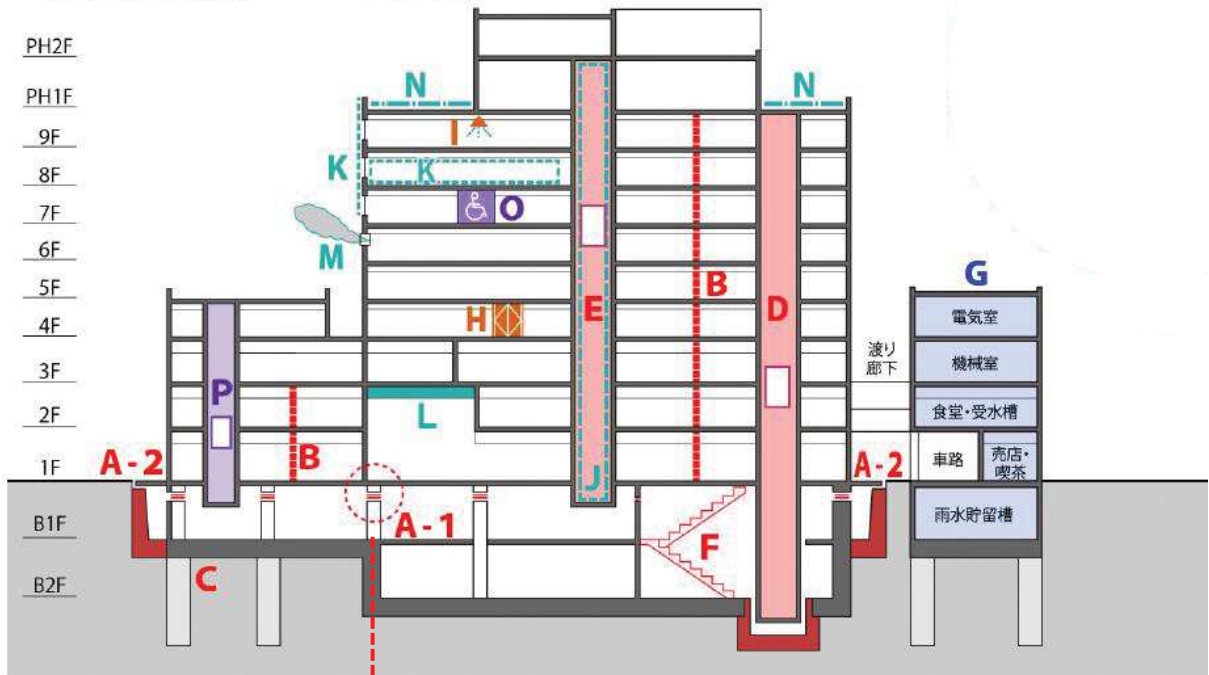 PH2F
PH1F
9F
8F
7F
6F
5F
4F
3F
2F
1F
B1F
B2F
N
N
I
K
K
O
M
G
B
E
D
H
電気室
渡り
廊下
機械室
P
L
食堂・受水槽
B
A-2
A-2
車路
売店・
喫茶
J
A-1
雨水貯留槽
F
C